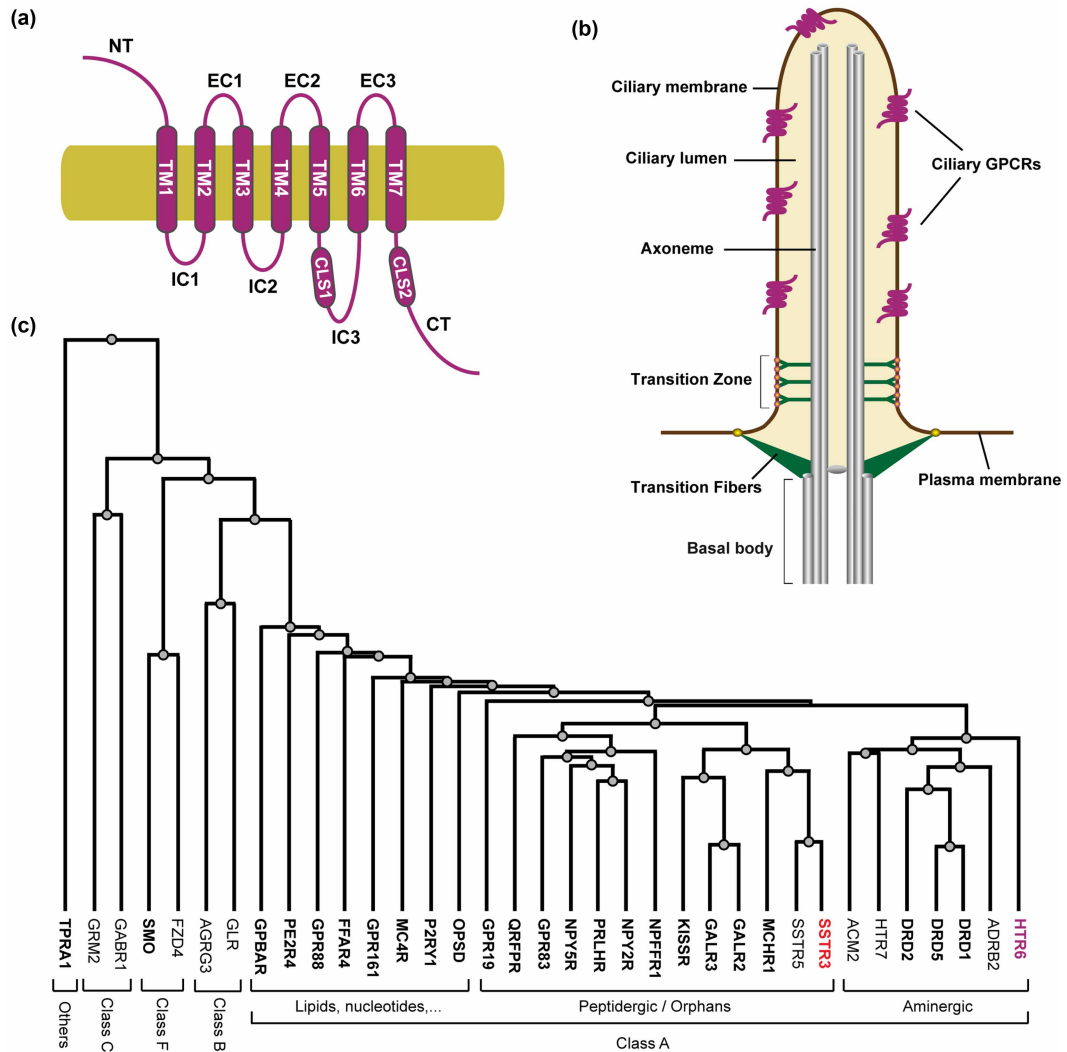 (a)
NT
EC1
EC2
EC3
TM1
TM2
TM3
TM4
TM5
TM6
TM7
IC1
IC2
CLS1
IC3
CLS2
CT
(b)
Ciliary membrane
Ciliary lumen
Ciliary GPCRs
Axoneme
Transition Zone
Transition Fibers
Plasma membrane
Basal body
(c)
TPRA1
GRM2
GABR1
SMO
FZD4
AGRG3
GLR
GPBAR
PE2R4
GPR88
FFAR4
GPR161
MC4R
P2RY1
OPSD
GPR19
QRFPR
GPR83
NPY5R
PRLHR
NPY2R
NPFFR1
KISSR
GALR3
GALR2
MCHR1
SSTR5
SSTR3
ACM2
HTR7
DRD2
DRD5
DRD1
ADRB2
HTR6
Others
Class C
Class F
Class B
Lipids, nucleotides,...
Peptidergic / Orphans
Aminergic
Class A